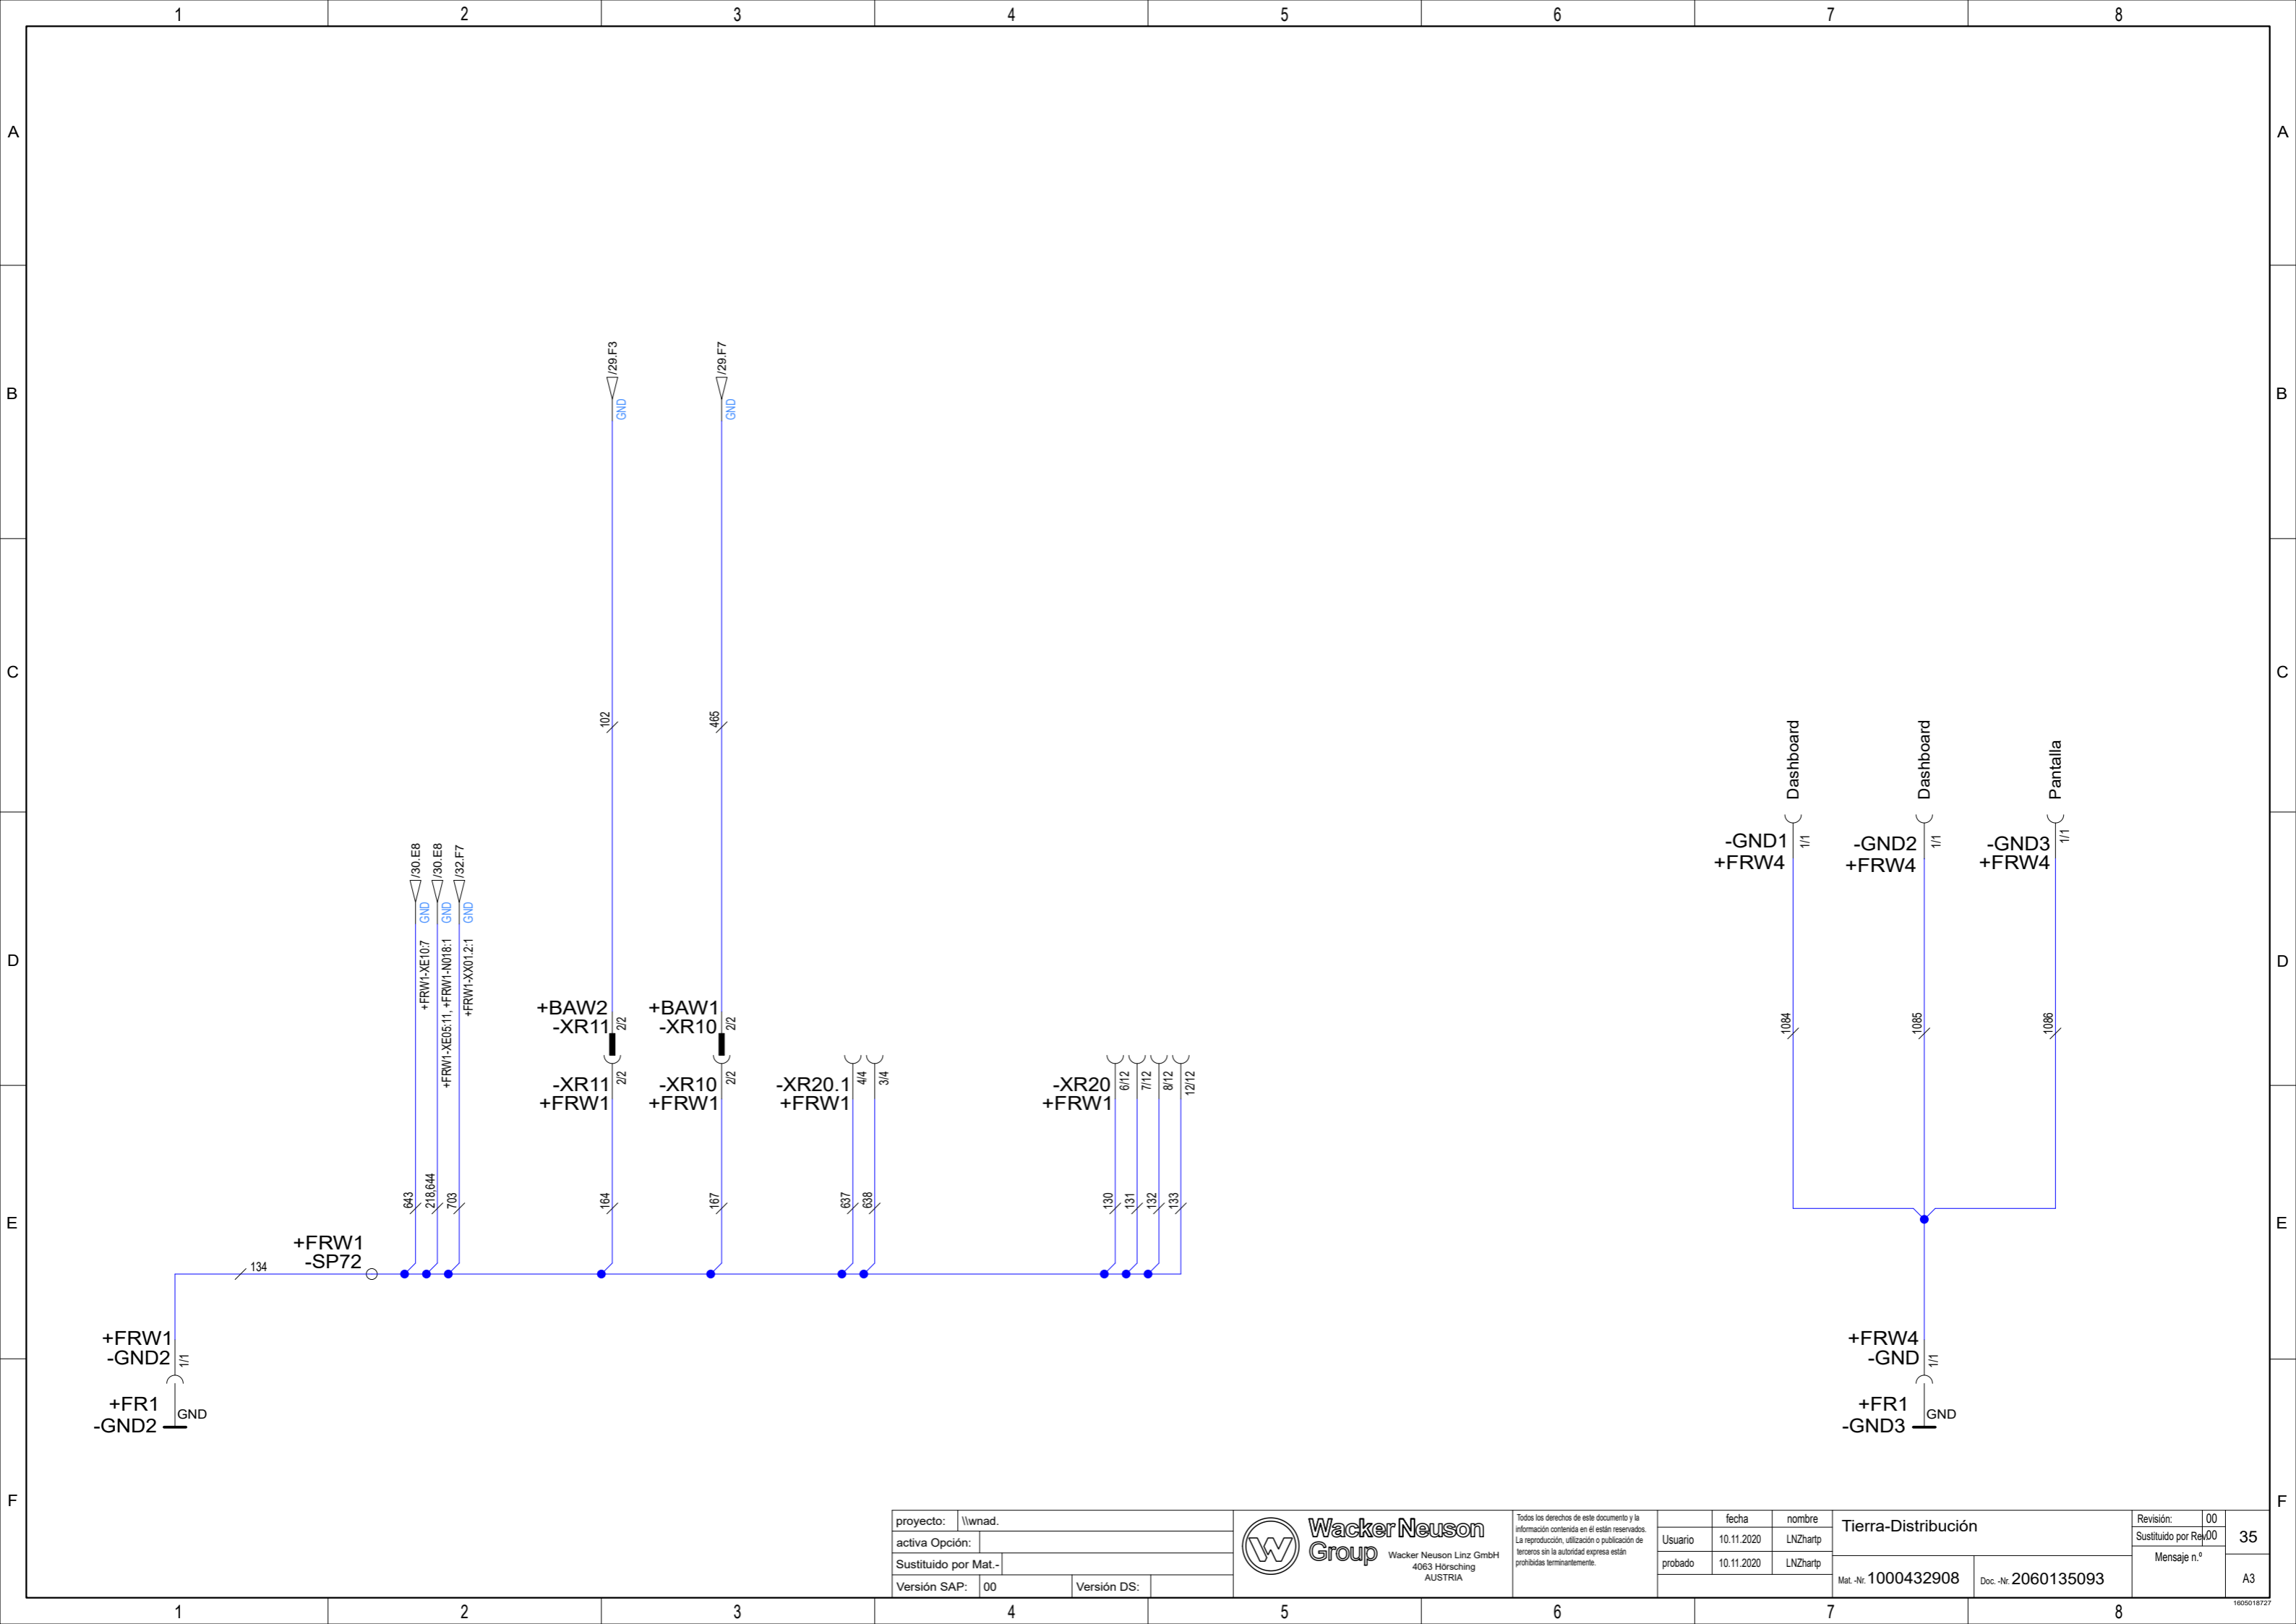 1 2 3 4 5 6 7 8
A A
B B
C C
D D
E E
F F
/29.F3
GND
/29.F7
GND
102
465
Dashboard
Dashboard
Pantalla
-GND1
+FRW4
1/1
-GND2
+FRW4
1/1
-GND3
+FRW4
1/1
/30.E8
GND
+FRW1-XE10:7
/30.E8
GND
+FRW1-XE05:11, +FRW1-N018:1
/32.F7
GND
+FRW1-XX01.2:1
+BAW2
-XR11
2/2
+BAW1
-XR10
2/2
1084
1085
1086
-XR11
+FRW1
2/2
-XR10
+FRW1
2/2
-XR20.1
+FRW1
4/4
3/4
-XR20
+FRW1
6/12
7/12
8/12
12/12
643
218,644
703
164
167
637
638
130
131
132
133
+FRW1
-SP72
134
+FRW1
-GND2
1/1
+FR1
-GND2
GND
+FRW4
-GND
1/1
+FR1
-GND3
GND
proyecto: \\wnad.
activa Opción:
Sustituido por Mat.-
Versión SAP: 00 Versión DS:
Wacker Neuson
Group
Wacker Neuson Linz GmbH
4063 Hörsching
AUSTRIA
Todos los derechos de este documento y la
información contenida en él están reservados.
La reproducción, utilización o publicación de
terceros sin la autoridad expresa están
prohibidas terminantemente.
fecha nombre
Usuario 10.11.2020 LNZhartp
probado 10.11.2020 LNZhartp
Tierra-Distribución
Mat. -Nr. 1000432908 Doc. -Nr. 2060135093
Revisión: 00
Sustituido por Rev. 00
Mensaje n.º
35
A3
1605018727
1 2 3 4 5 6 7 8